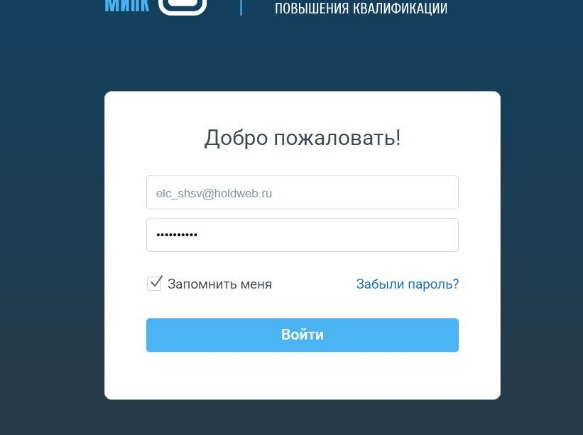 МИПК
ПОВЫШЕНИЯ КВАЛИФИКАЦИИ
Добро пожаловать!
elc_shsv@holdweb.ru
••••••••••
Запомнить меня
Забыли пароль?
Войти